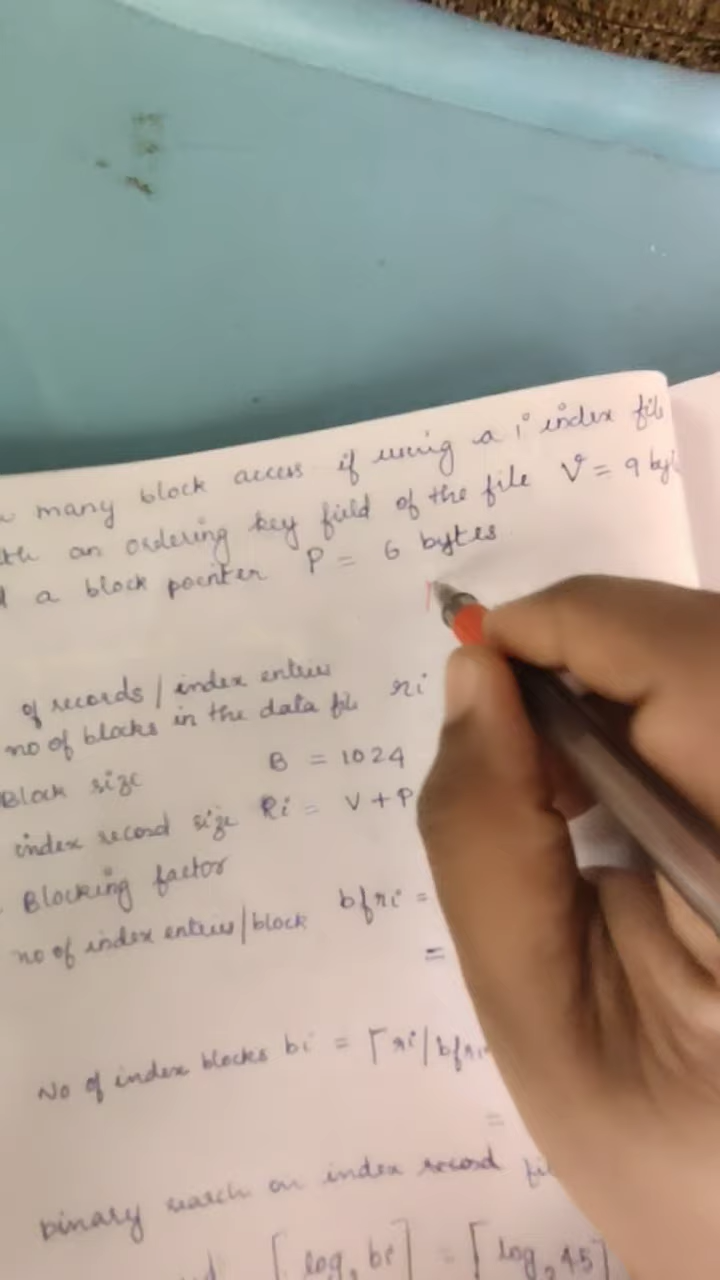 many block access if using a 1° index file
an ordering key field of the file V = 9
a block pointer P = 6 bytes
of records / index entries
no of blocks in the data file ri
Block size B = 1024
index record size Ri = V + P
Blocking factor
no of index entries/block bfri =
=
No of index blocks bi = ⌈ri/bfri
=
binary search on index record
⌈log₂ bi⌉ = ⌈log₂ 45⌉